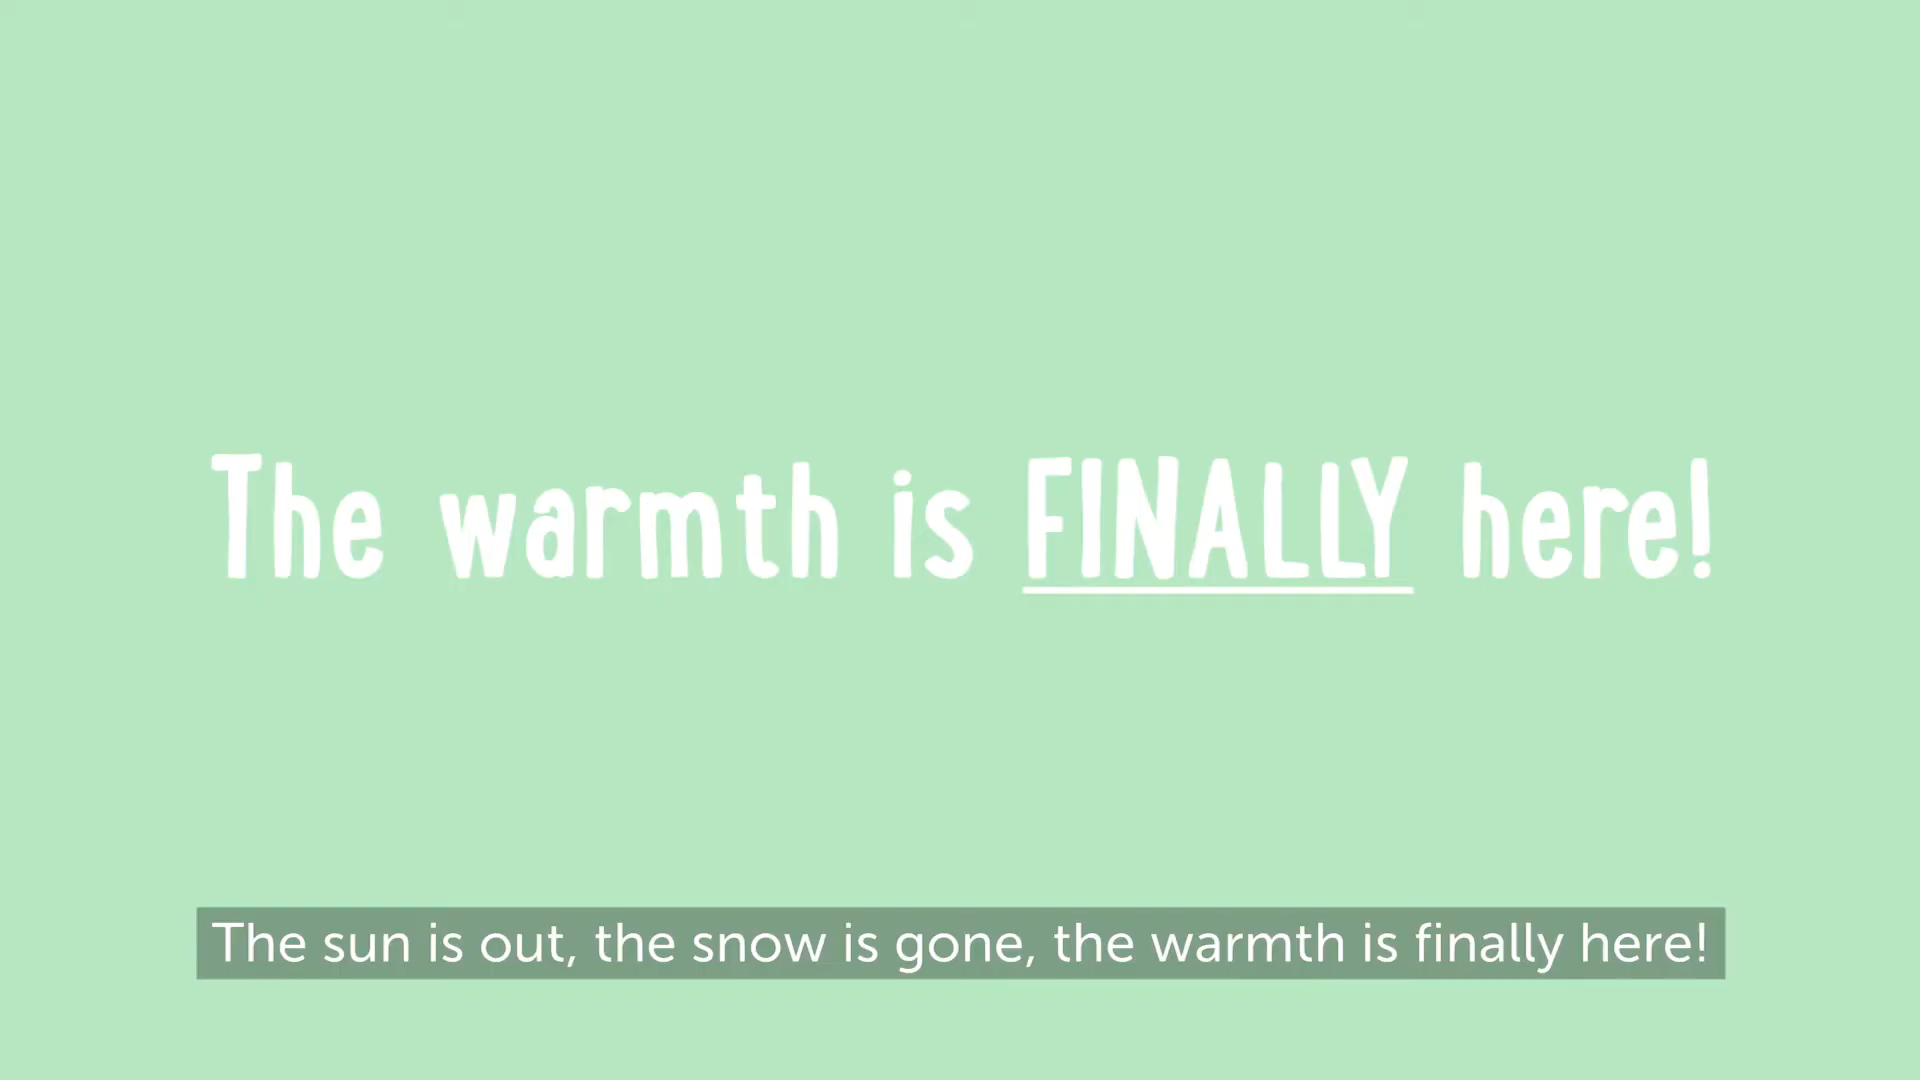 The warmth is FINALLY here!
The sun is out, the snow is gone, the warmth is finally here!